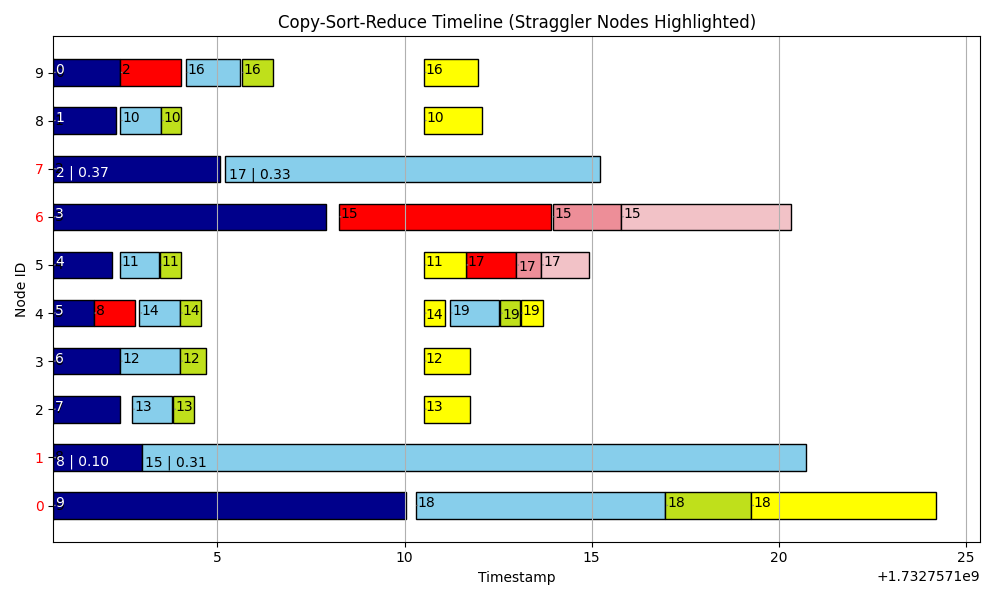 Copy-Sort-Reduce Timeline (Straggler Nodes Highlighted)
Node ID
9 0 2 16 16 16
8 1 10 10 10
7 2 | 0.37 17 | 0.33
6 3 15 15 15
5 4 11 11 11 17 17 17
4 5 8 14 14 14 19 19 19
3 6 12 12 12
2 7 13 13 13
1 8 | 0.10 15 | 0.31
0 9 18 18 18
5 10 15 20 25
Timestamp
+1.7327571e9